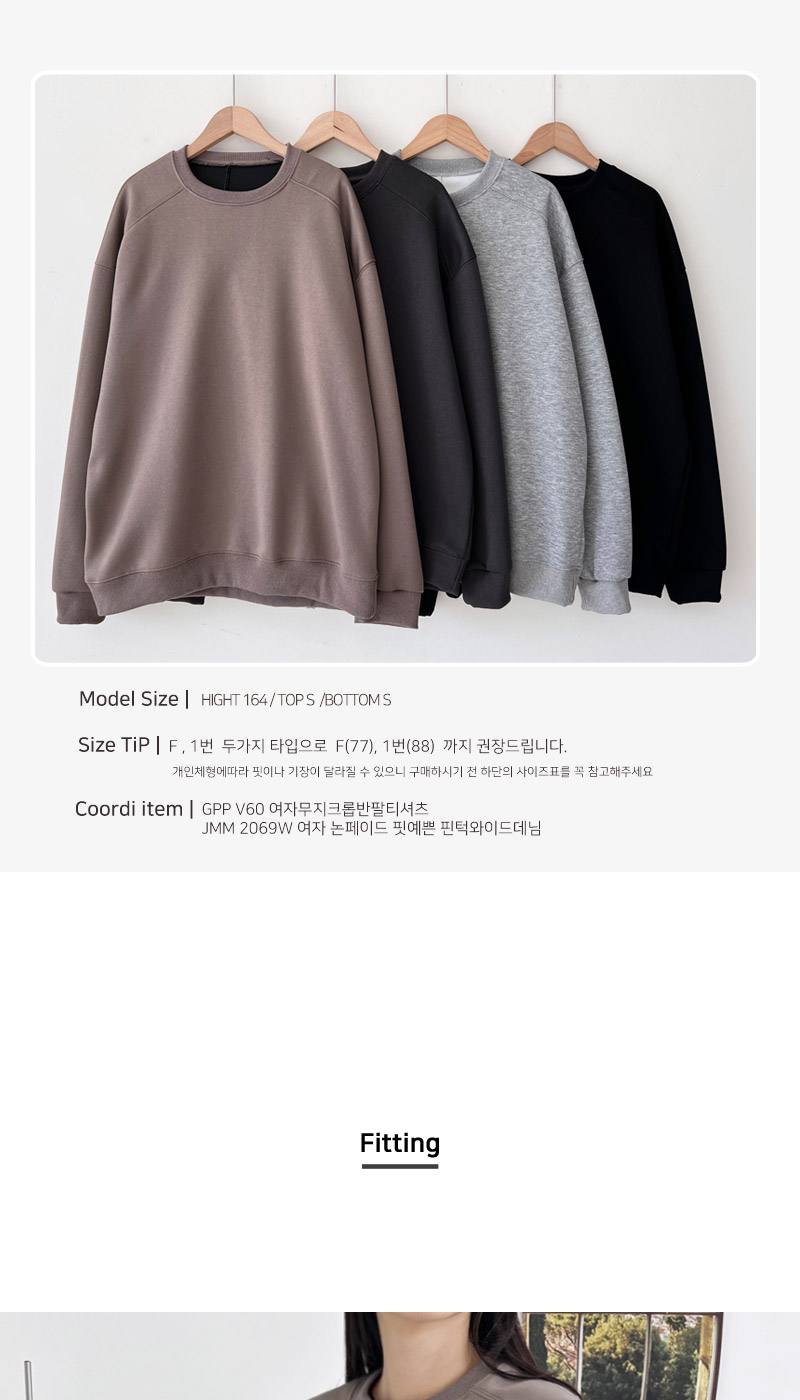 Model Size | HIGHT 164 / TOP S /BOTTOM S
Size TiP | F , 1번 두가지 타입으로 F(77), 1번(88) 까지 권장드립니다.
개인체형에따라 핏이나 기장이 달라질 수 있으니 구매하시기 전 하단의 사이즈표를 꼭 참고해주세요
Coordi item | GPP V60 여자무지크롭반팔티셔츠
JMM 2069W 여자 논페이드 핏예쁜 핀턱와이드데님
Fitting